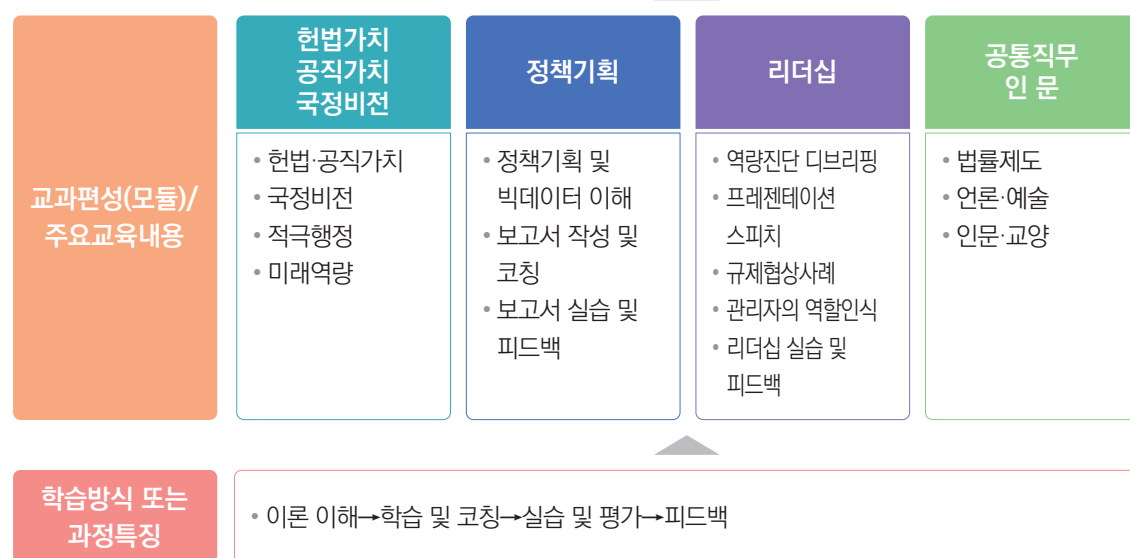 교과편성(모듈)/
주요교육내용
헌법가치
공직가치
국정비전
• 헌법·공직가치
• 국정비전
• 적극행정
• 미래역량
정책기획
• 정책기획 및
빅데이터 이해
• 보고서 작성 및
코칭
• 보고서 실습 및
피드백
리더십
• 역량진단 디브리핑
• 프레젠테이션
스피치
• 규제협상사례
• 관리자의 역할인식
• 리더십 실습 및
피드백
공통직무
인 문
• 법률제도
• 언론·예술
• 인문·교양
학습방식 또는
과정특징
• 이론 이해→학습 및 코칭→실습 및 평가→피드백